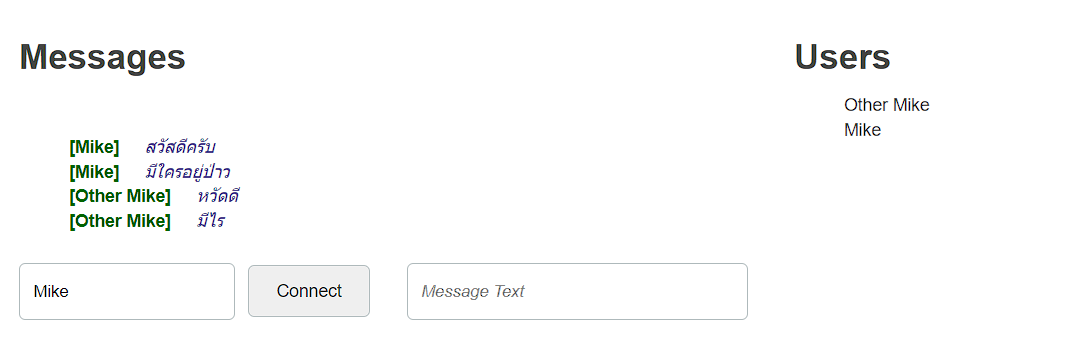 Messages
[Mike] สวัสดีครับ
[Mike] มีใครอยู่ป่าว
[Other Mike] หวัดดี
[Other Mike] มีไร
Mike
Connect
Message Text
Users
Other Mike
Mike